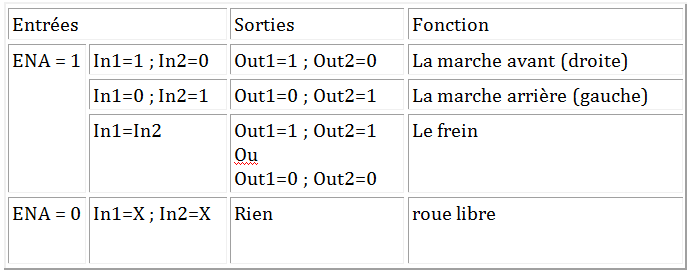 Entrées Sorties Fonction
ENA = 1 In1=1 ; In2=0 Out1=1 ; Out2=0 La marche avant (droite)
In1=0 ; In2=1 Out1=0 ; Out2=1 La marche arrière (gauche)
In1=In2 Out1=1 ; Out2=1 Le frein
Ou
Out1=0 ; Out2=0
ENA = 0 In1=X ; In2=X Rien roue libre